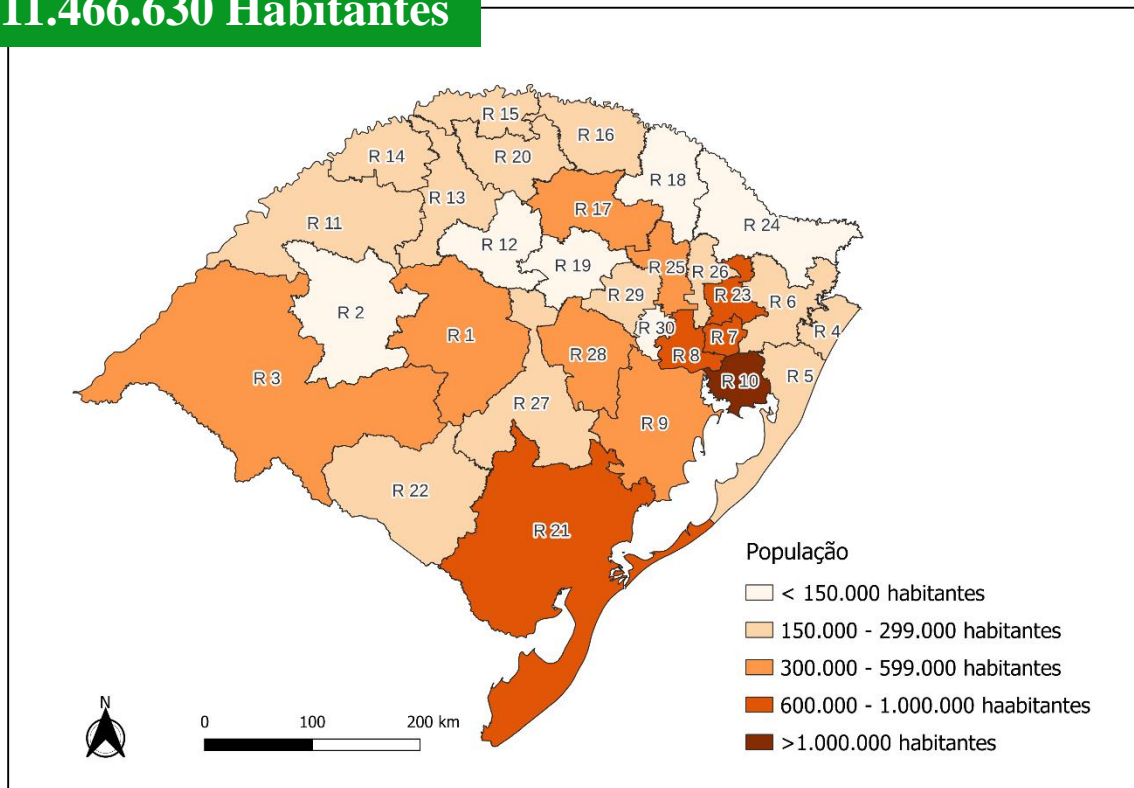 11.466.630 Habitantes
R 15
R 16
R 14
R 20
R 18
R 13
R 17
R 11
R 24
R 12
R 19
R 25
R 26
R 29
R 23
R 6
R 2
R 30
R 4
R 1
R 7
R 28
R 8
R 3
R 10
R 5
R 27
R 9
R 22
R 21
População
< 150.000 habitantes
150.000 - 299.000 habitantes
300.000 - 599.000 habitantes
600.000 - 1.000.000 haabitantes
>1.000.000 habitantes
N
0 100 200 km